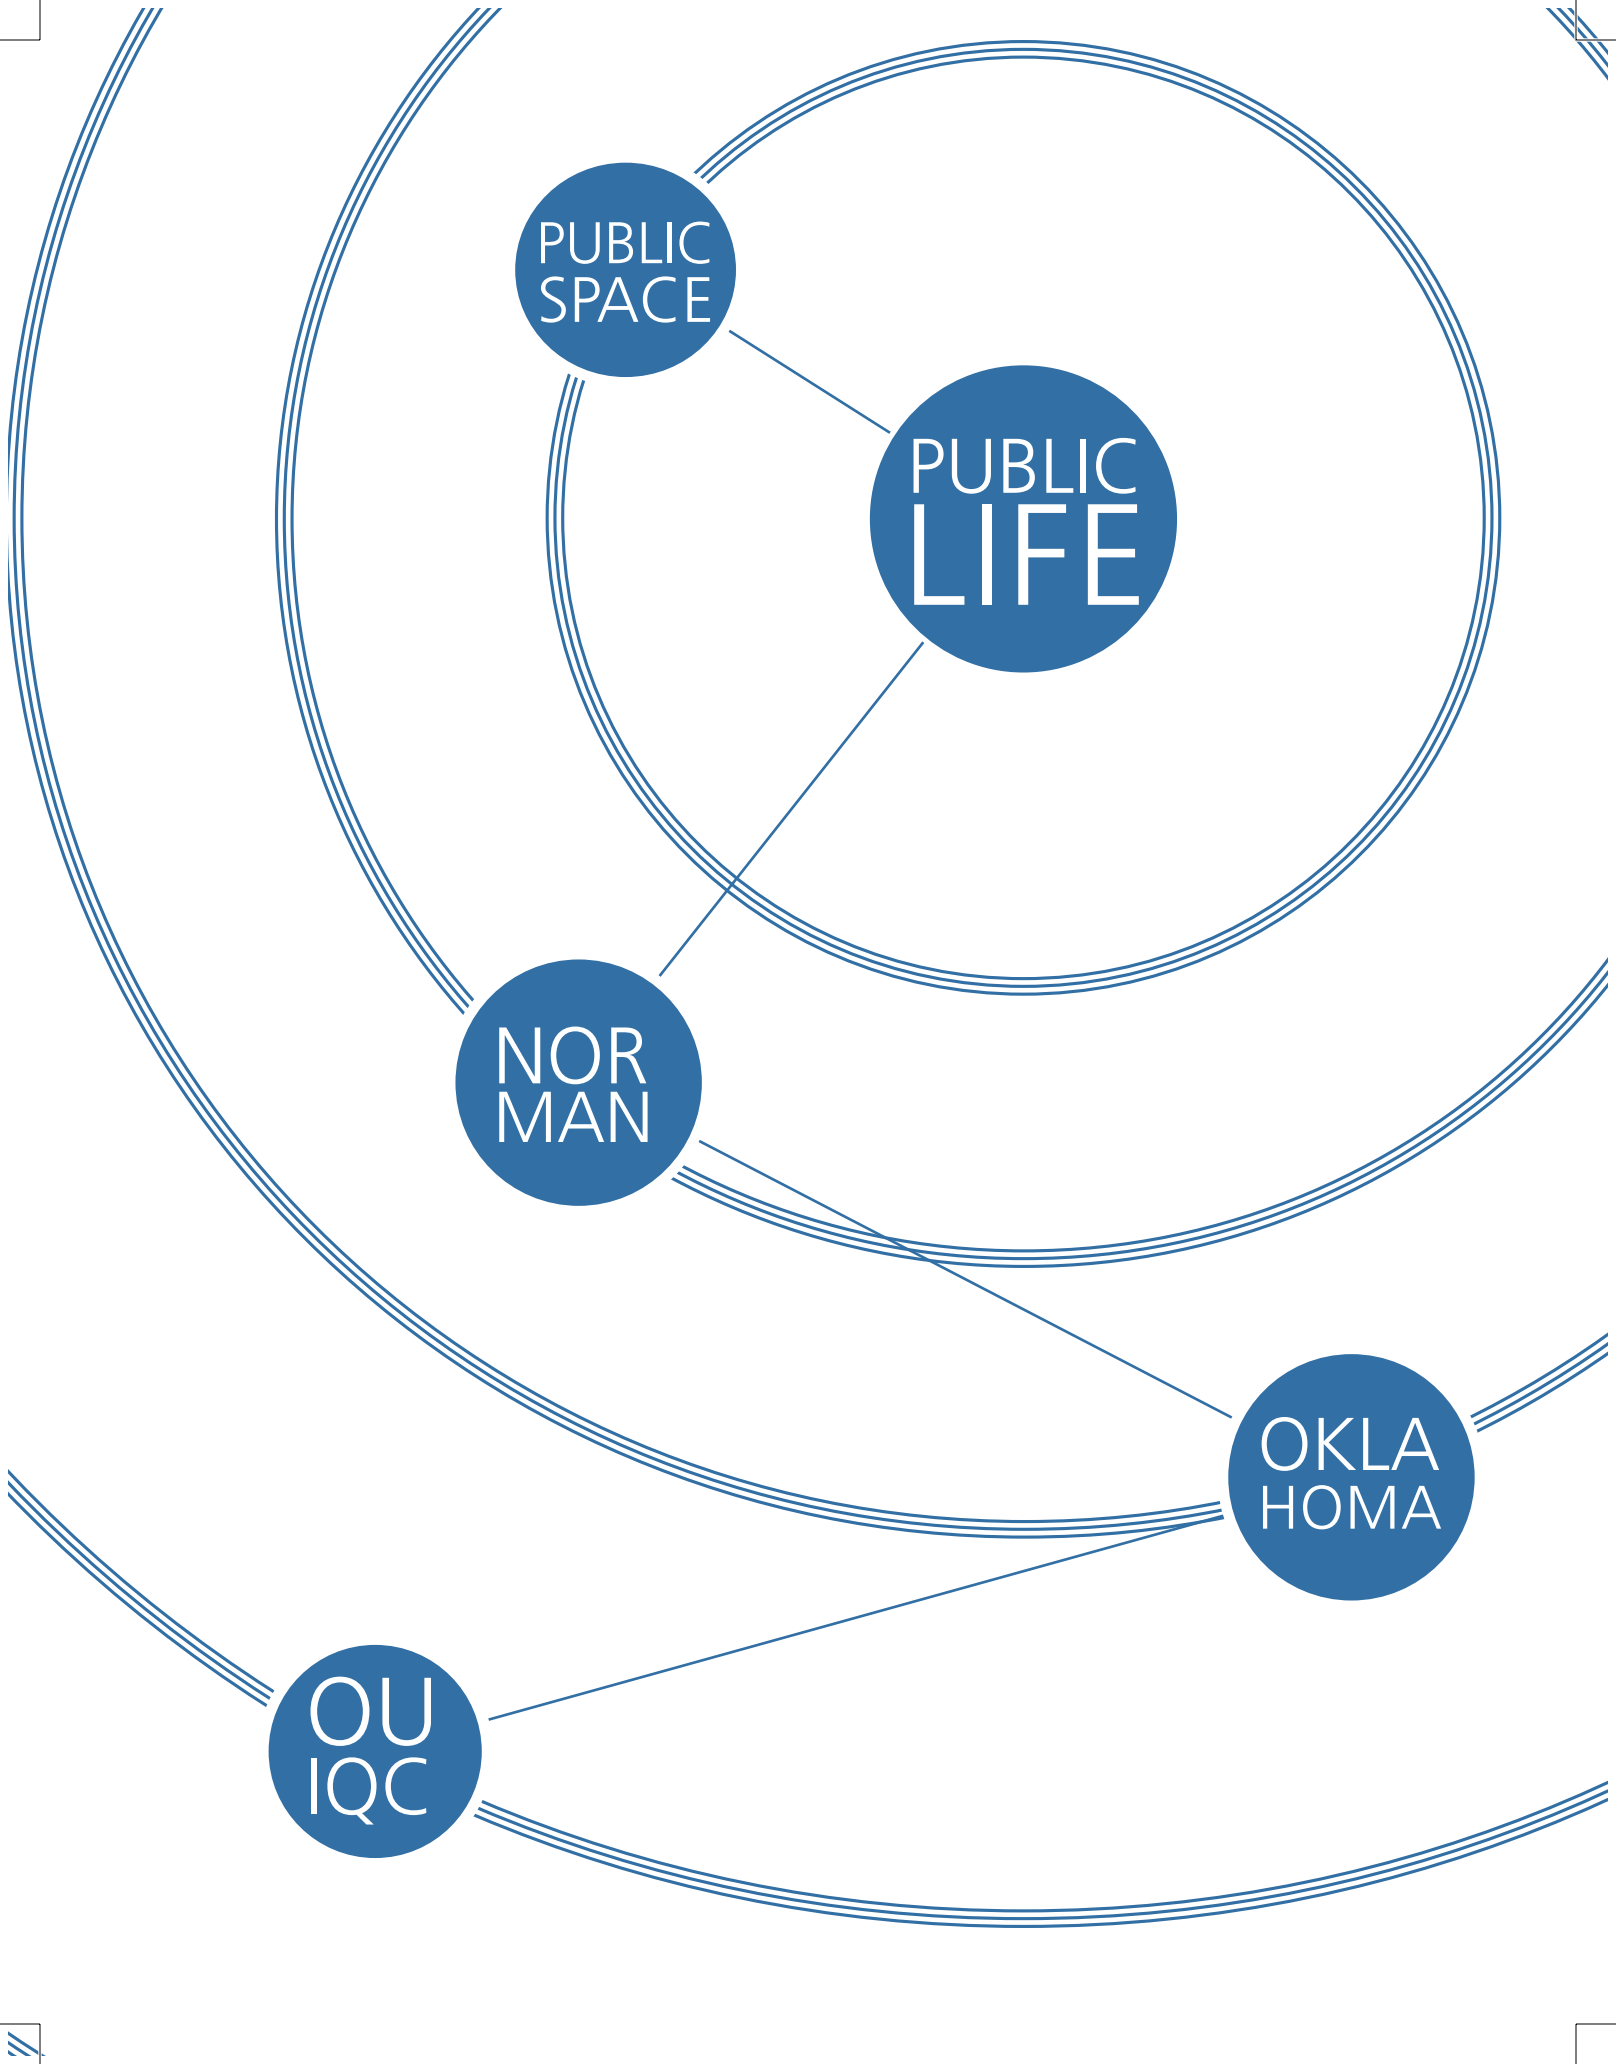 PUBLIC
SPACE
PUBLIC
LIFE
NOR
MAN
OKLA
HOMA
OU
IQC